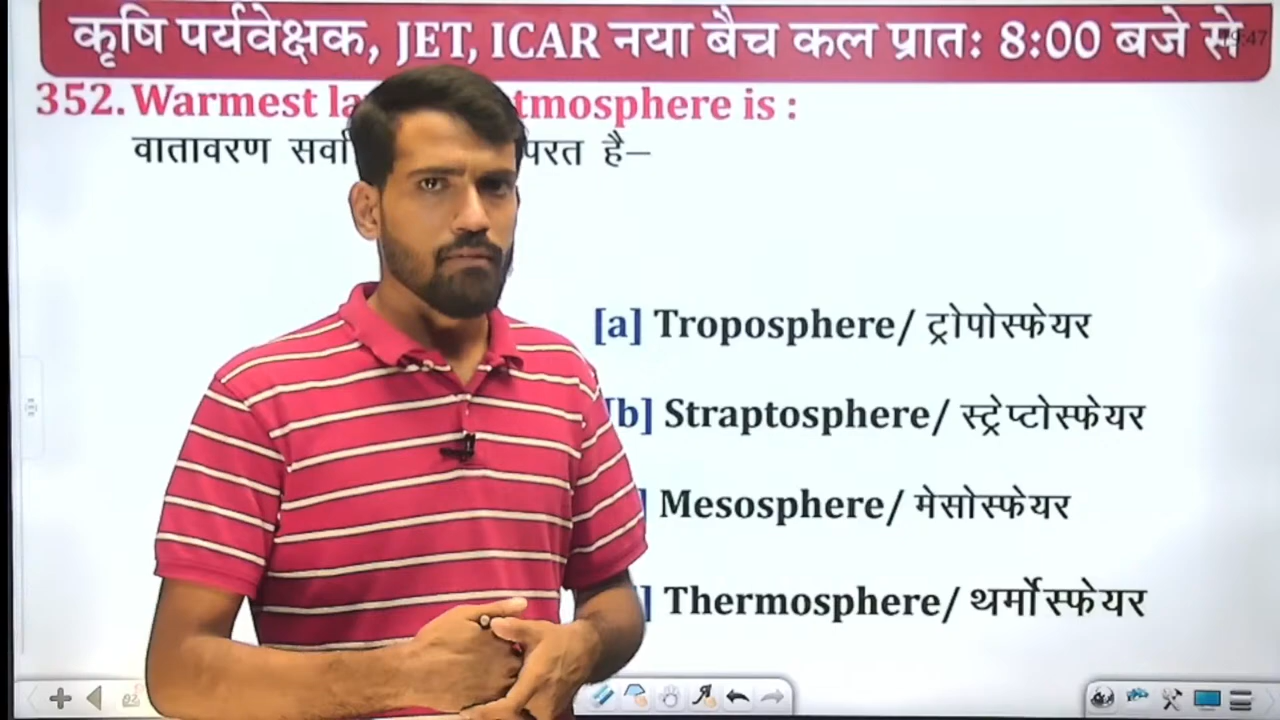 कृषि पर्यवेक्षक, JET, ICAR नया बैच कल प्रातः 8:00 बजे से
352. Warmest la tmosphere is :
वातावरण सर्वा परत है–
[a] Troposphere/ ट्रोपोस्फेयर
[b] Straptosphere/ स्ट्रेप्टोस्फेयर
] Mesosphere/ मेसोस्फेयर
] Thermosphere/ थर्मोस्फेयर